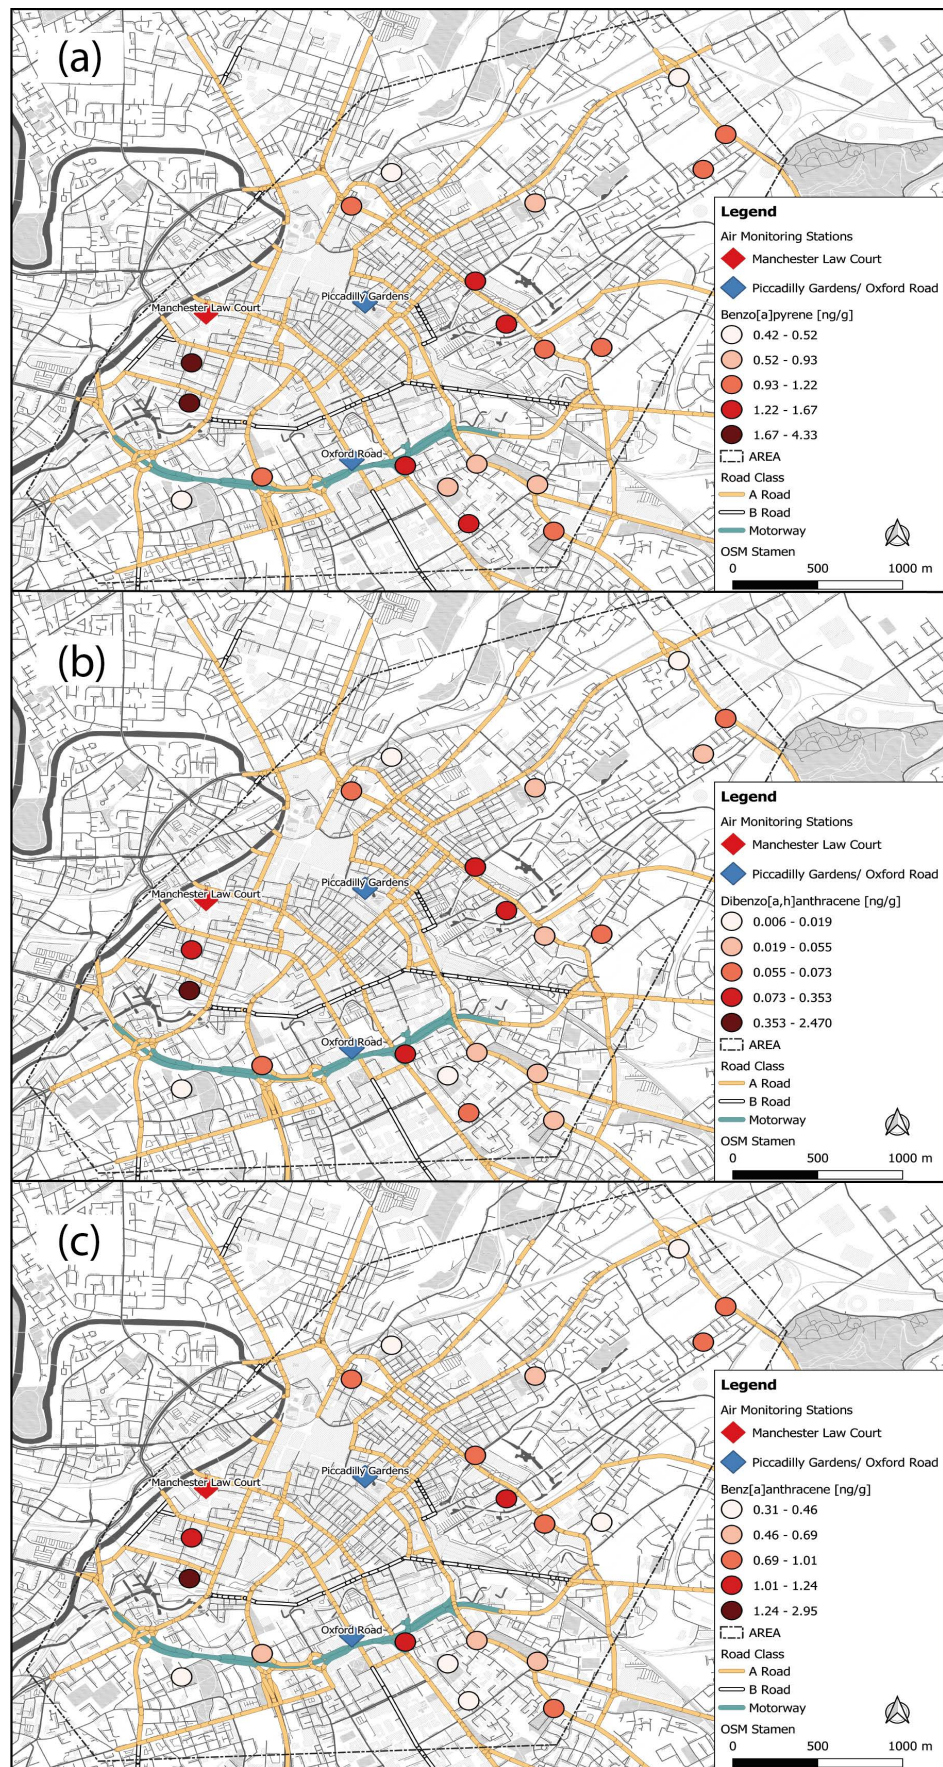 (a)
Manchester Law Court
Piccadilly Gardens
Oxford Road
Legend
Air Monitoring Stations
Manchester Law Court
Piccadilly Gardens/ Oxford Road
Benzo[a]pyrene [ng/g]
0.42 - 0.52
0.52 - 0.93
0.93 - 1.22
1.22 - 1.67
1.67 - 4.33
AREA
Road Class
A Road
B Road
Motorway
OSM Stamen
0 500 1000 m
(b)
Manchester Law Court
Piccadilly Gardens
Oxford Road
Legend
Air Monitoring Stations
Manchester Law Court
Piccadilly Gardens/ Oxford Road
Dibenzo[a,h]anthracene [ng/g]
0.006 - 0.019
0.019 - 0.055
0.055 - 0.073
0.073 - 0.353
0.353 - 2.470
AREA
Road Class
A Road
B Road
Motorway
OSM Stamen
0 500 1000 m
(c)
Manchester Law Court
Piccadilly Gardens
Oxford Road
Legend
Air Monitoring Stations
Manchester Law Court
Piccadilly Gardens/ Oxford Road
Benz[a]anthracene [ng/g]
0.31 - 0.46
0.46 - 0.69
0.69 - 1.01
1.01 - 1.24
1.24 - 2.95
AREA
Road Class
A Road
B Road
Motorway
OSM Stamen
0 500 1000 m